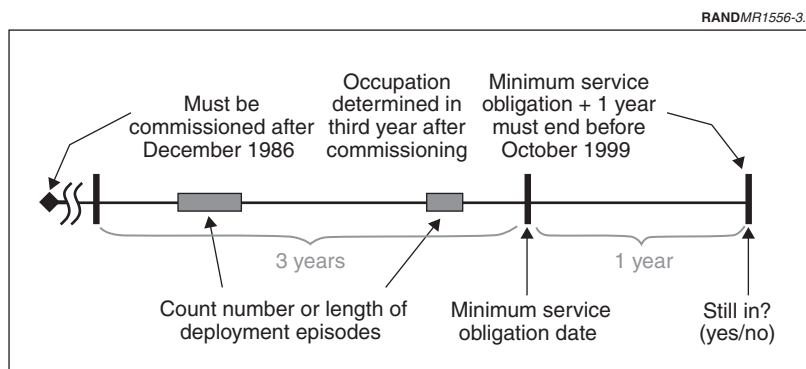 RANDMR1556-3.
Must be
commissioned after
December 1986
Occupation
determined in
third year after
commissioning
Minimum service
obligation + 1 year
must end before
October 1999
3 years
1 year
Count number or length of
deployment episodes
Minimum service
obligation date
Still in?
(yes/no)